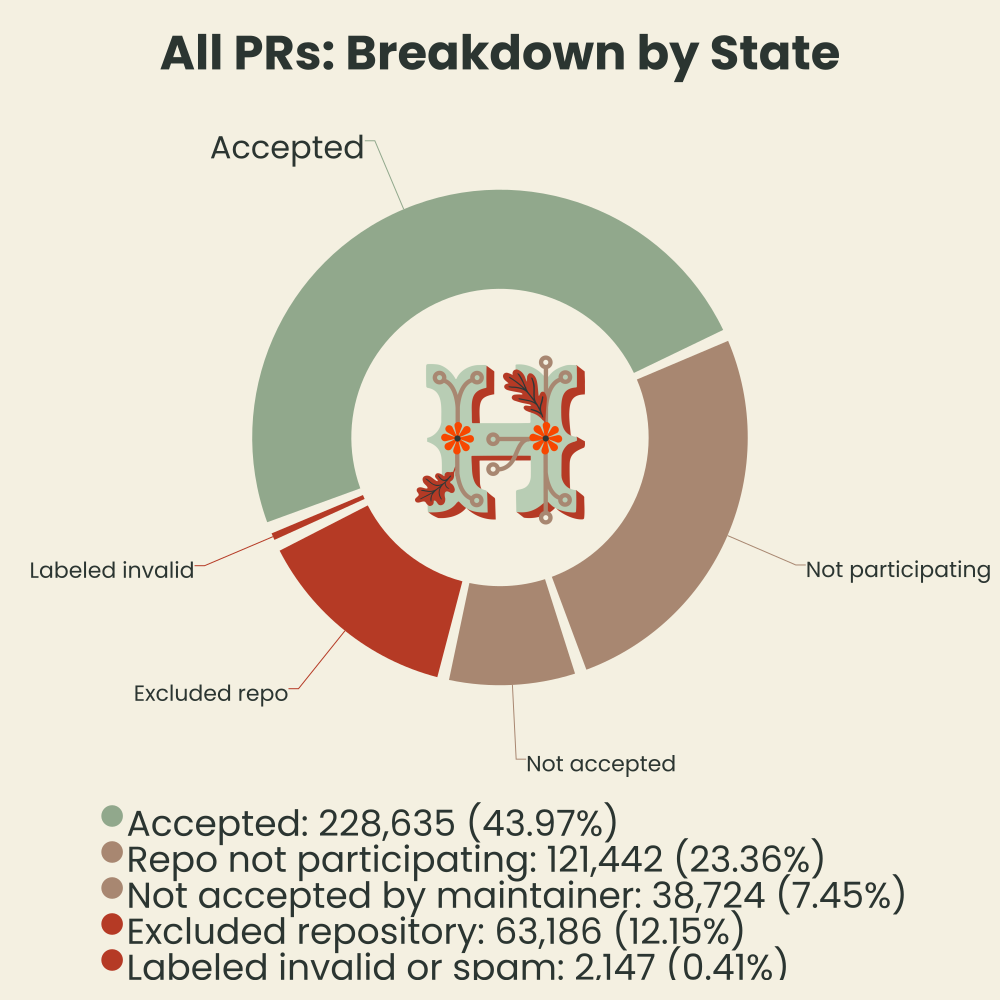 All PRs: Breakdown by State
Accepted
Labeled invalid
Not participating
Excluded repo
Not accepted
H
Accepted: 228,635 (43.97%)
Repo not participating: 121,442 (23.36%)
Not accepted by maintainer: 38,724 (7.45%)
Excluded repository: 63,186 (12.15%)
Labeled invalid or spam: 2,147 (0.41%)